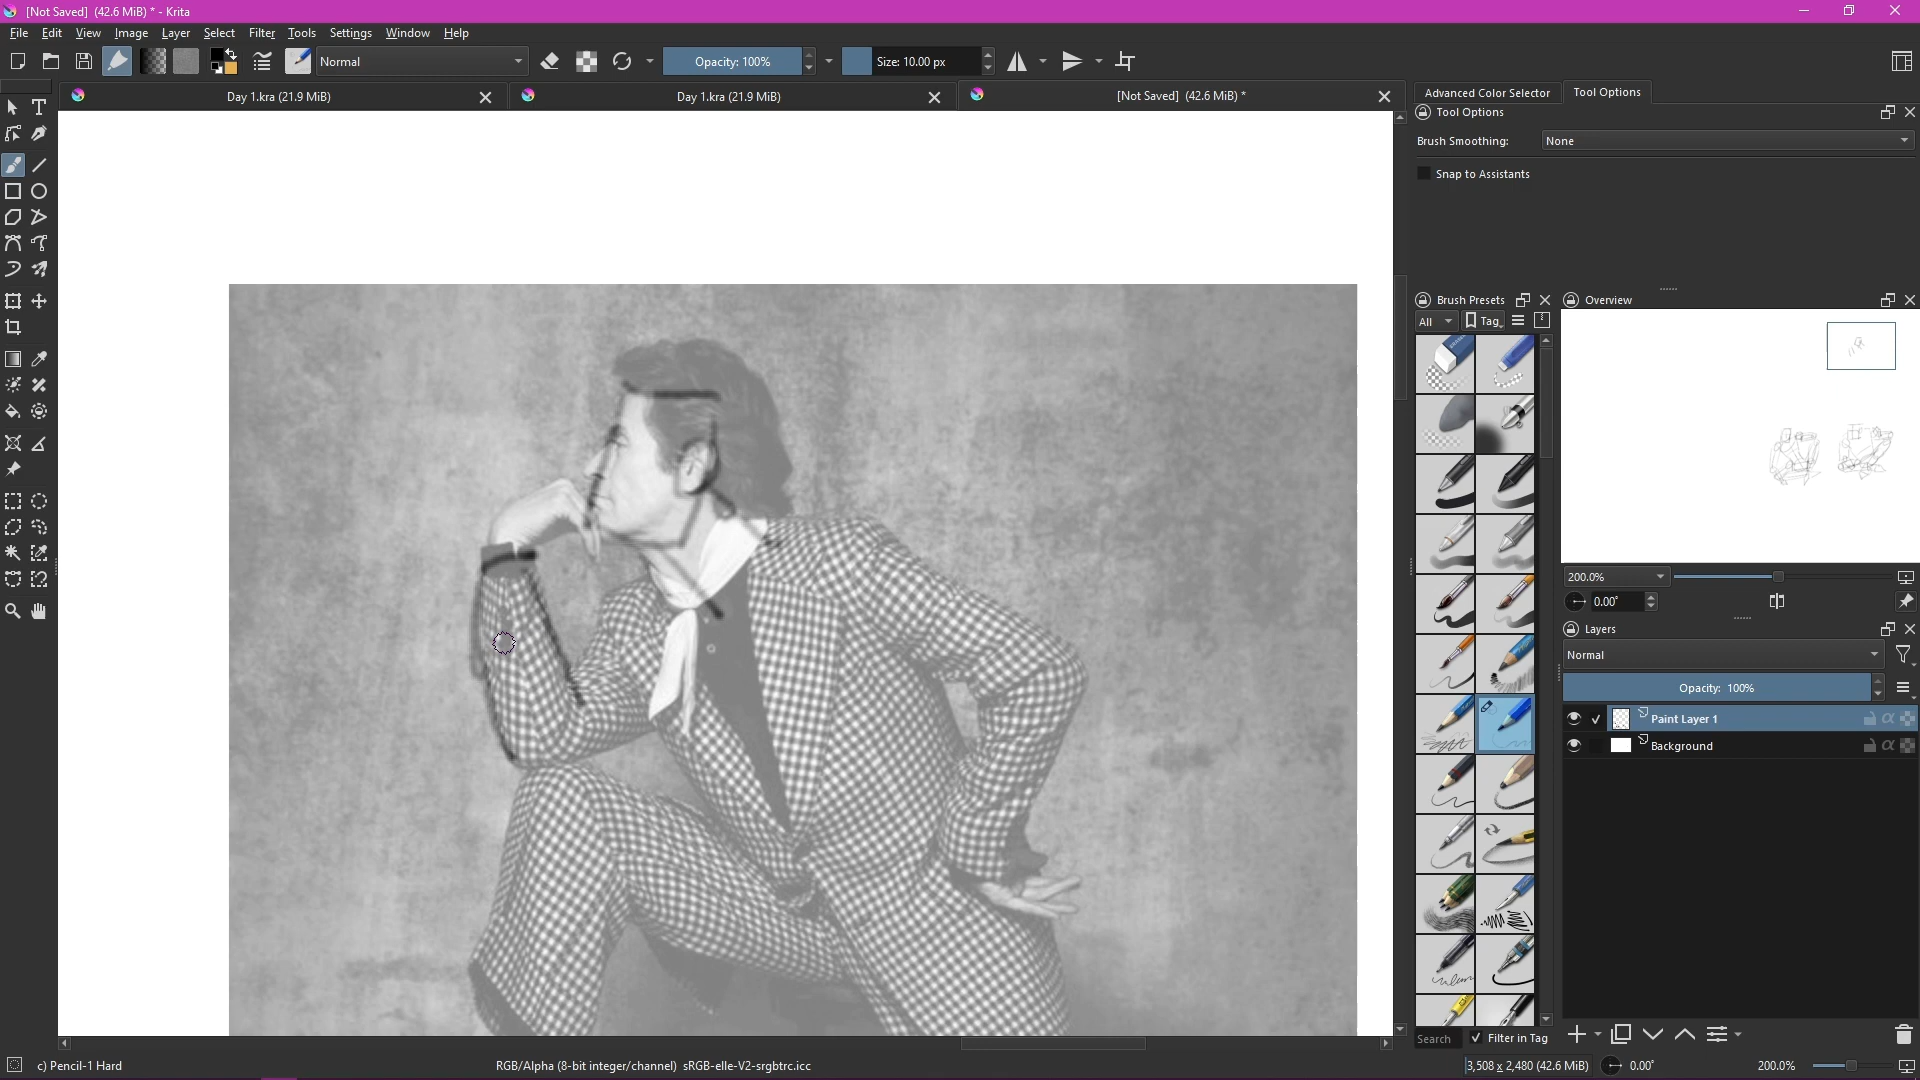 [Not Saved]  (42.6 MiB) * - Krita
File Edit View Image Layer Select Filter Tools Settings Window Help
Normal Opacity: 100% Size: 10.00 px
Day 1.kra (21.9 MiB) Day 1.kra (21.9 MiB) [Not Saved]  (42.6 MiB) *
Advanced Color Selector Tool Options
Tool Options
Brush Smoothing: None
Snap to Assistants
Brush Presets Overview
All Tag
200.0%
0.00°
Layers
Normal
Opacity:  100%
Paint Layer 1
Background
Search Filter in Tag
c) Pencil-1 Hard RGB/Alpha (8-bit integer/channel)  sRGB-elle-V2-srgbtrc.icc 3,508 x 2,480 (42.6 MiB) 0.00° 200.0%